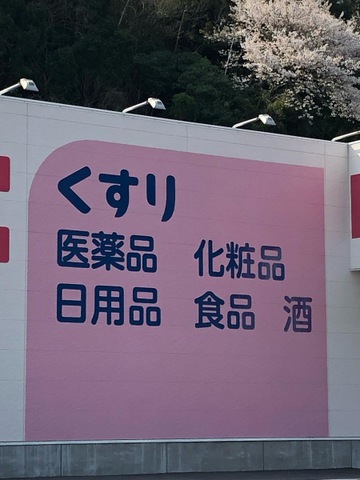 くすり
医薬品 化粧品
日用品 食品 酒